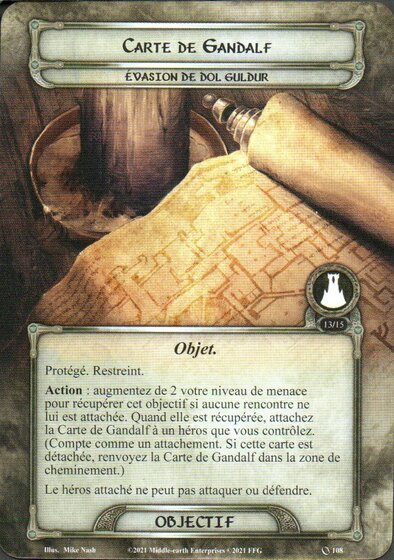 Carte de Gandalf
Évasion de Dol Guldur
13/15
Objet.
Protégé. Restreint.
Action : augmentez de 2 votre niveau de menace
pour récupérer cet objectif si aucune rencontre ne
lui est attachée. Quand elle est récupérée, attachez
la Carte de Gandalf à un héros que vous contrôlez.
(Compte comme un attachement. Si cette carte est
détachée, renvoyez la Carte de Gandalf dans la zone de
cheminement.)
Le héros attaché ne peut pas attaquer ou défendre.
OBJECTIF
Illus. Mike Nash
©2021 Middle-earth Enterprises • 2021 FFG
108